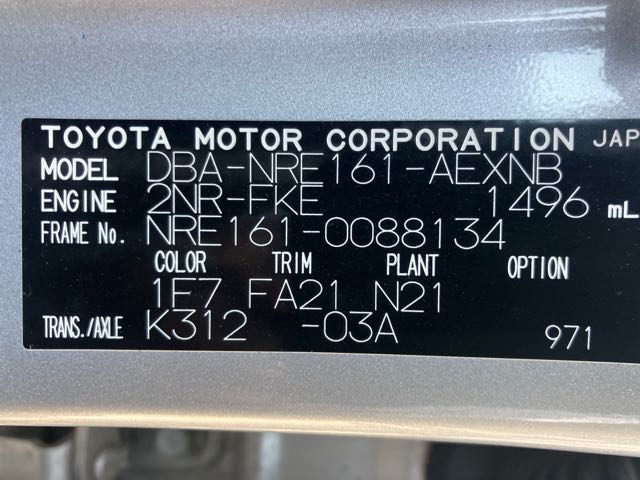 TOYOTA MOTOR CORPORATION JAP
MODEL DBA-NRE161-AEXNB
ENGINE 2NR-FKE 1496 mL
FRAME No. NRE161-0088134
COLOR TRIM PLANT OPTION
1F7 FA21 N21
TRANS./AXLE K312 -03A 971